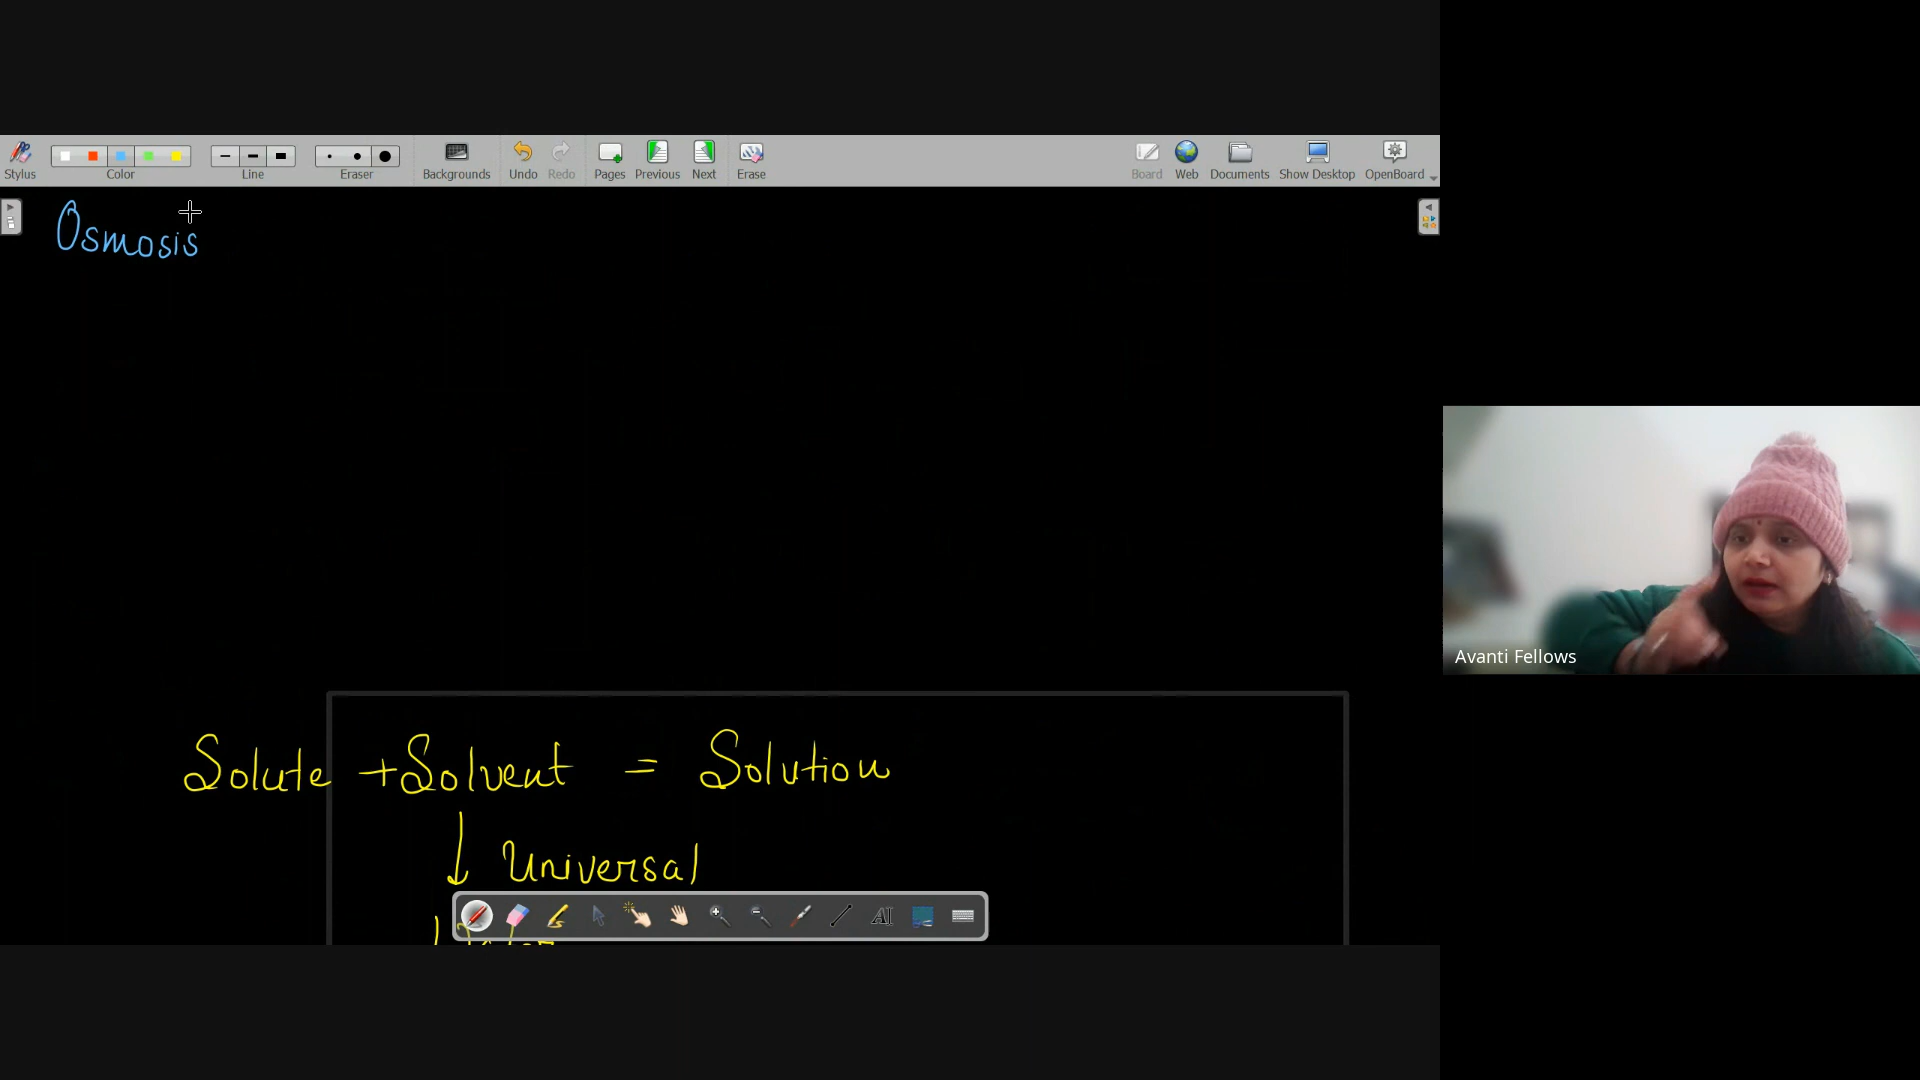 Stylus Color Line Eraser Backgrounds Undo Redo Pages Previous Next Erase Board Web Documents Show Desktop OpenBoard
Osmosis
Avanti Fellows
Solute + Solvent = Solution
↓ Universal